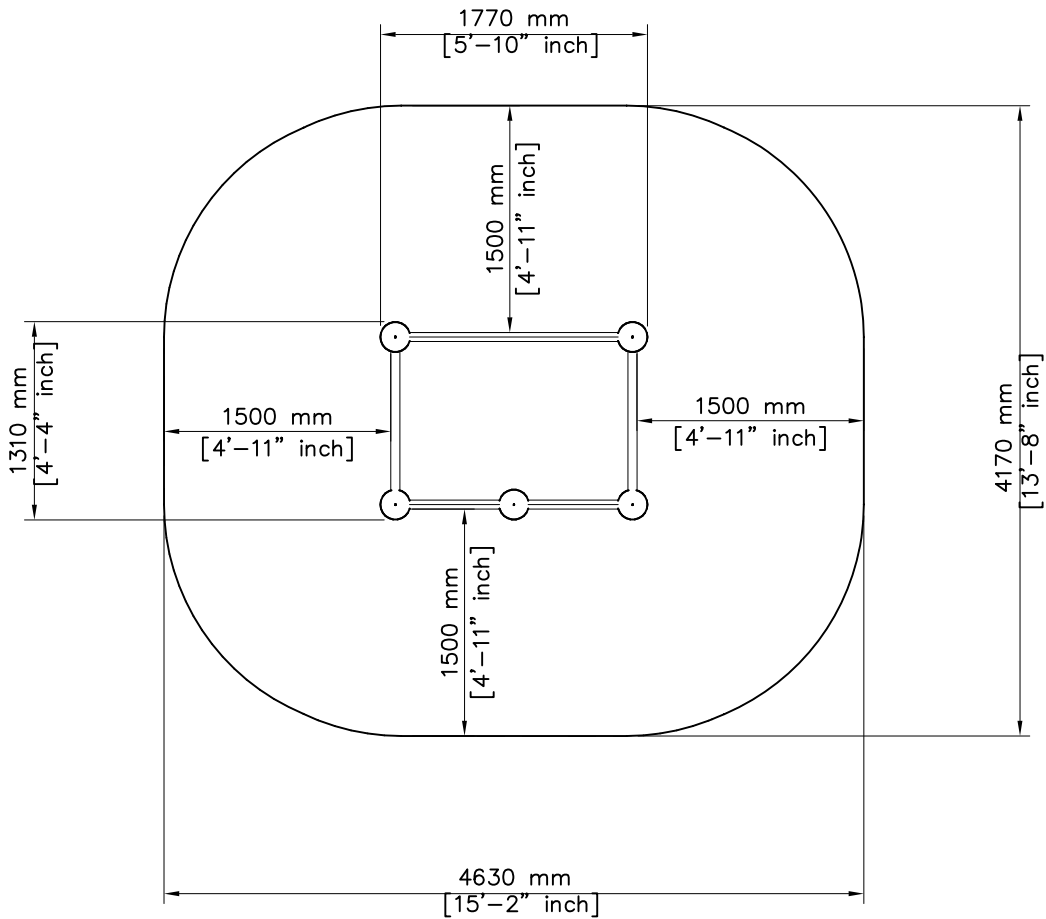 1770 mm
[5'-10" inch]
1500 mm
[4'-11" inch]
1310 mm
[4'-4" inch]
1500 mm
[4'-11" inch]
1500 mm
[4'-11" inch]
4170 mm
[13'-8" inch]
1500 mm
[4'-11" inch]
4630 mm
[15'-2" inch]